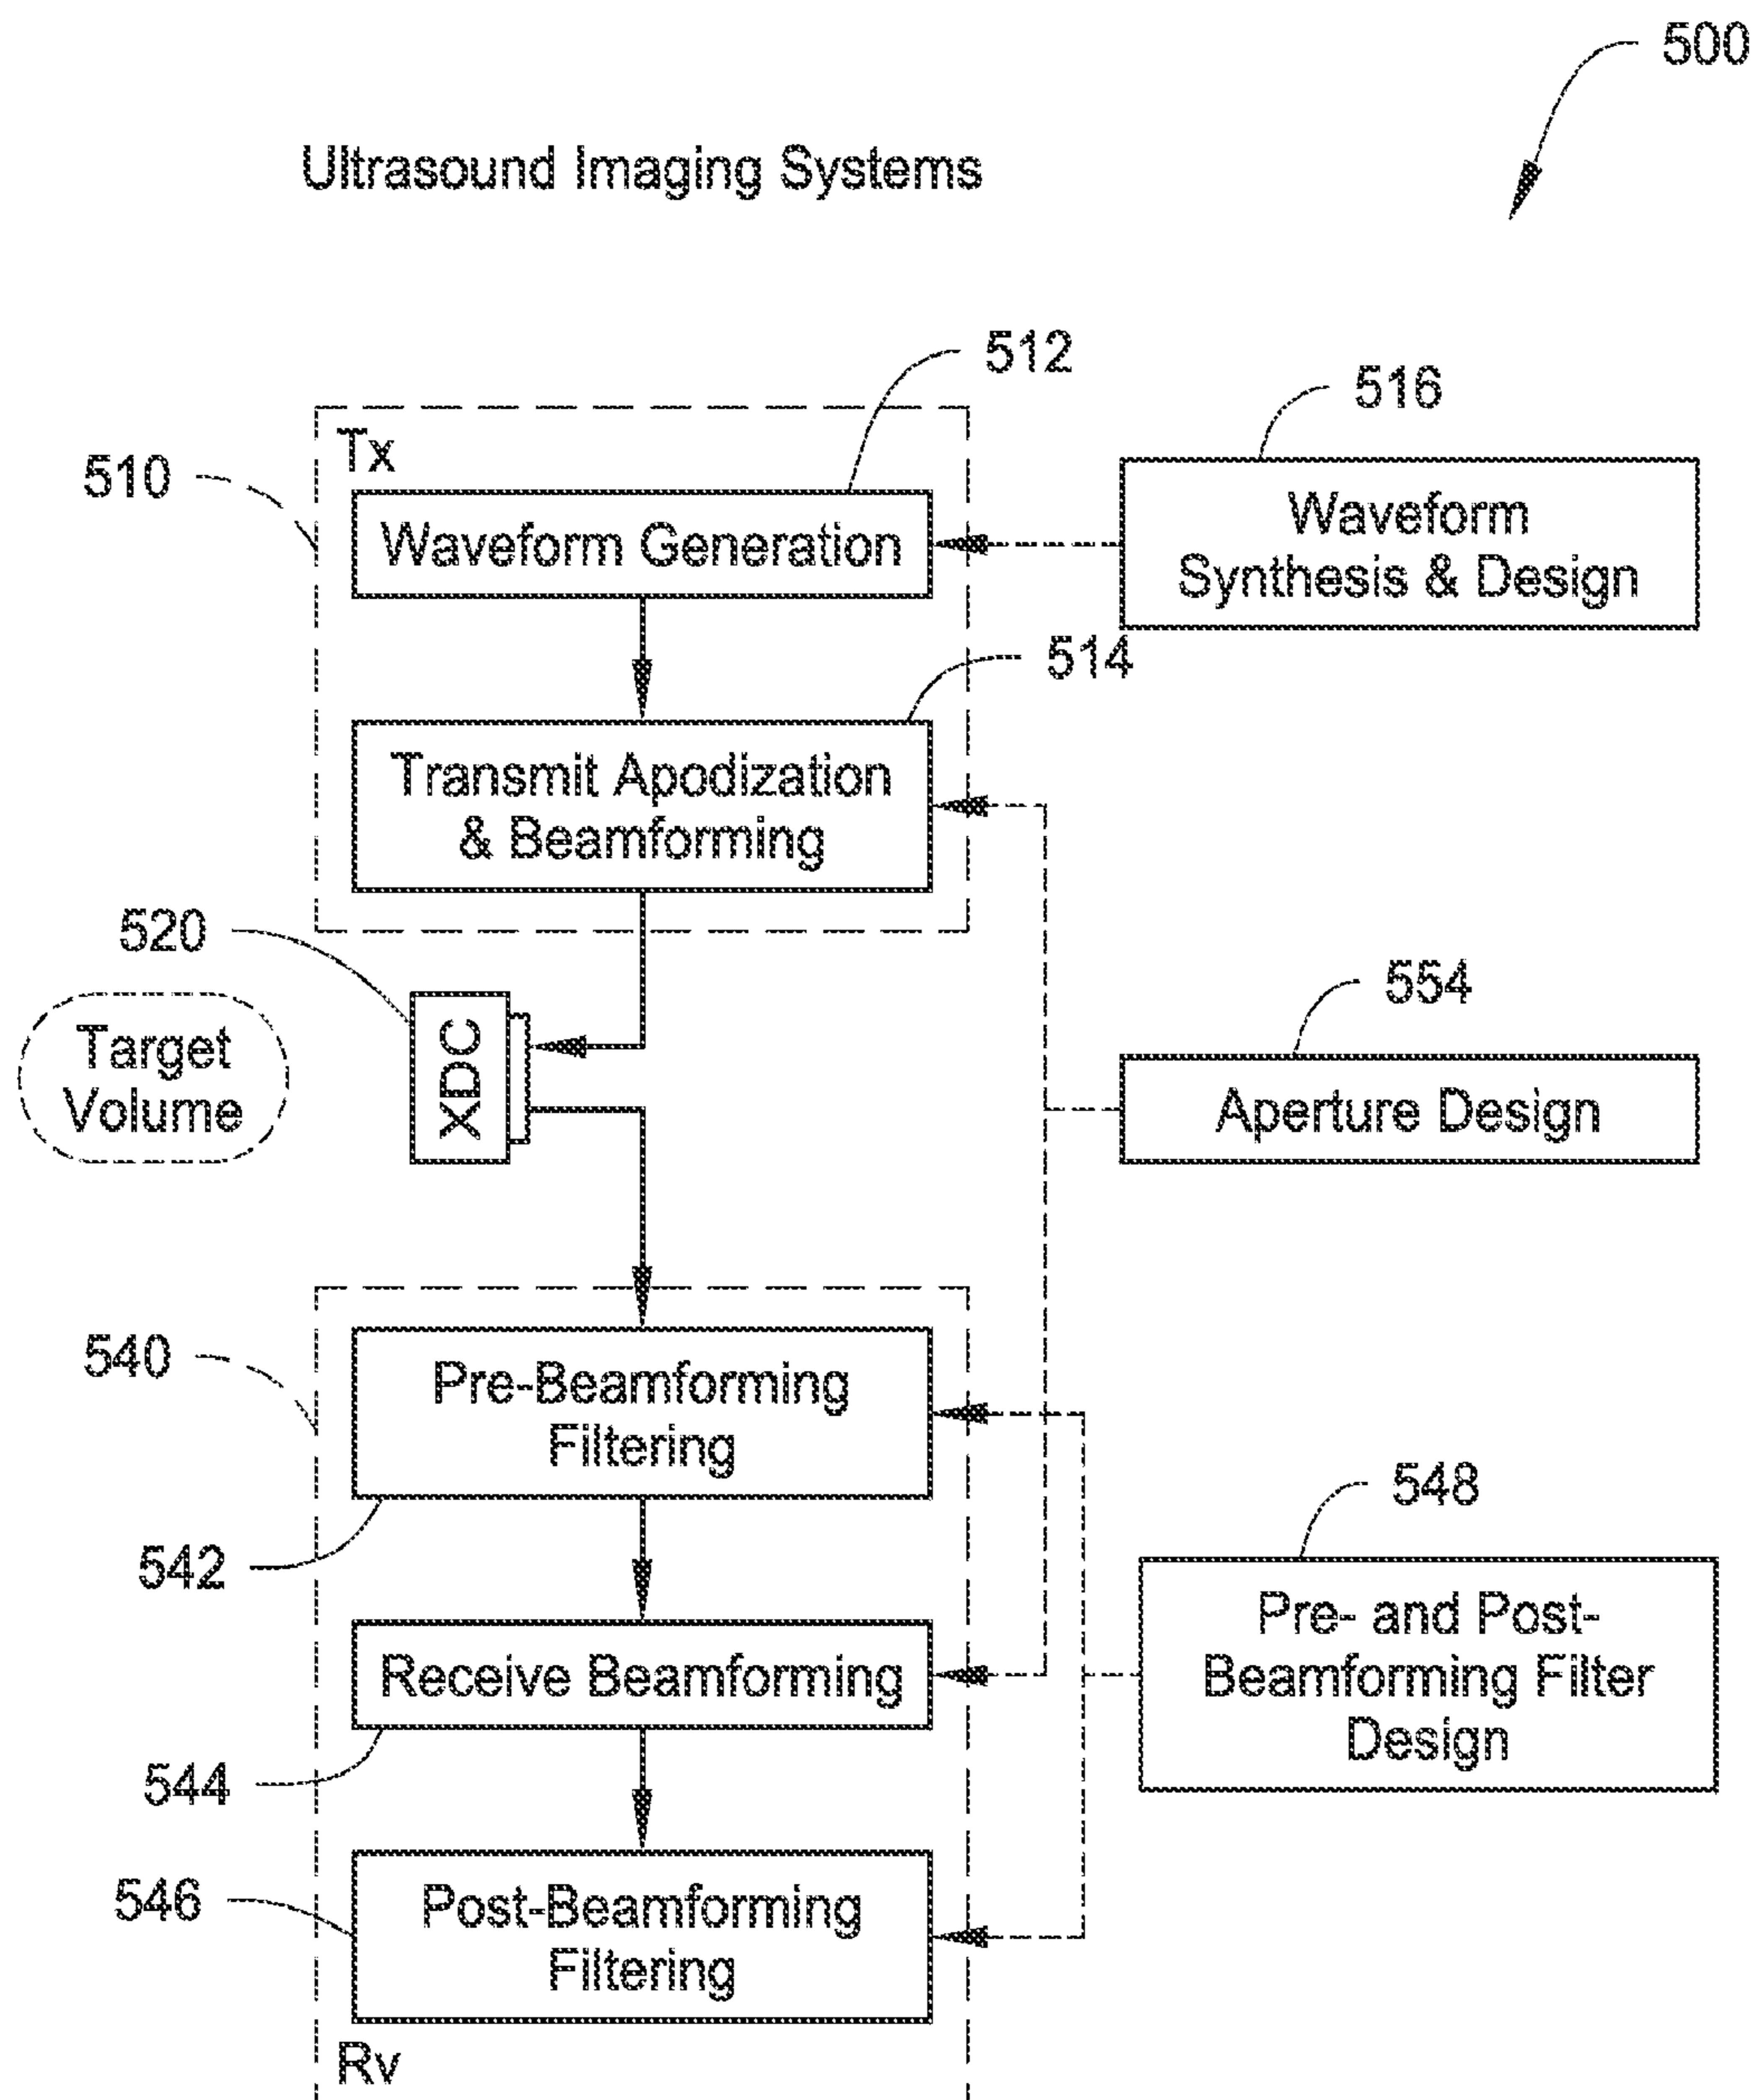 500
Ultrasound Imaging Systems
512
516
Tx
510
Waveform Generation
Waveform
Synthesis & Design
514
Transmit Apodization
& Beamforming
520
554
Target
Volume
XDC
Aperture Design
540
Pre-Beamforming
Filtering
548
542
Pre- and Post-
Beamforming Filter
Design
Receive Beamforming
544
546
Post-Beamforming
Filtering
Rv